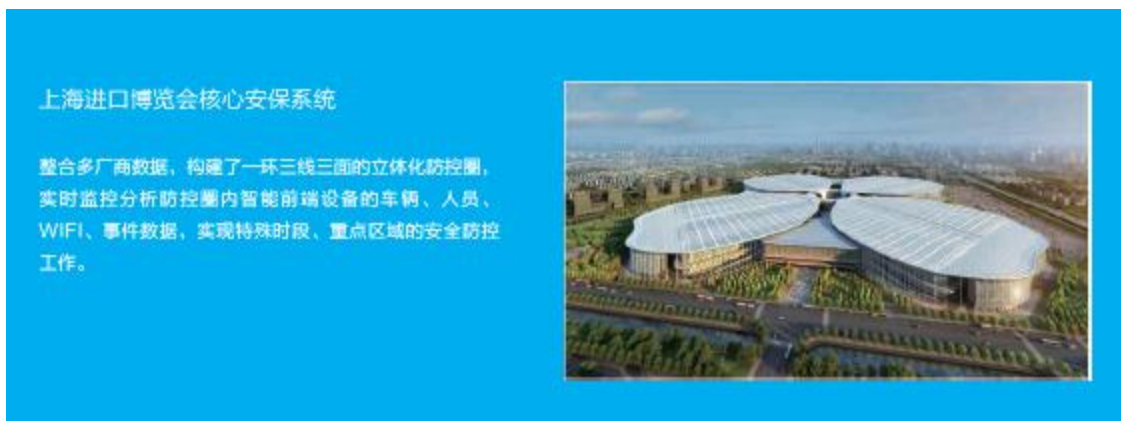 上海进口博览会核心安保系统
整合多厂商数据，构建了一环三线三面的立体化防控圈，
实时监控分析防控圈内智能前端设备的车辆、人员、
WIFI、事件数据，实现特殊时段、重点区域的安全防控
工作。